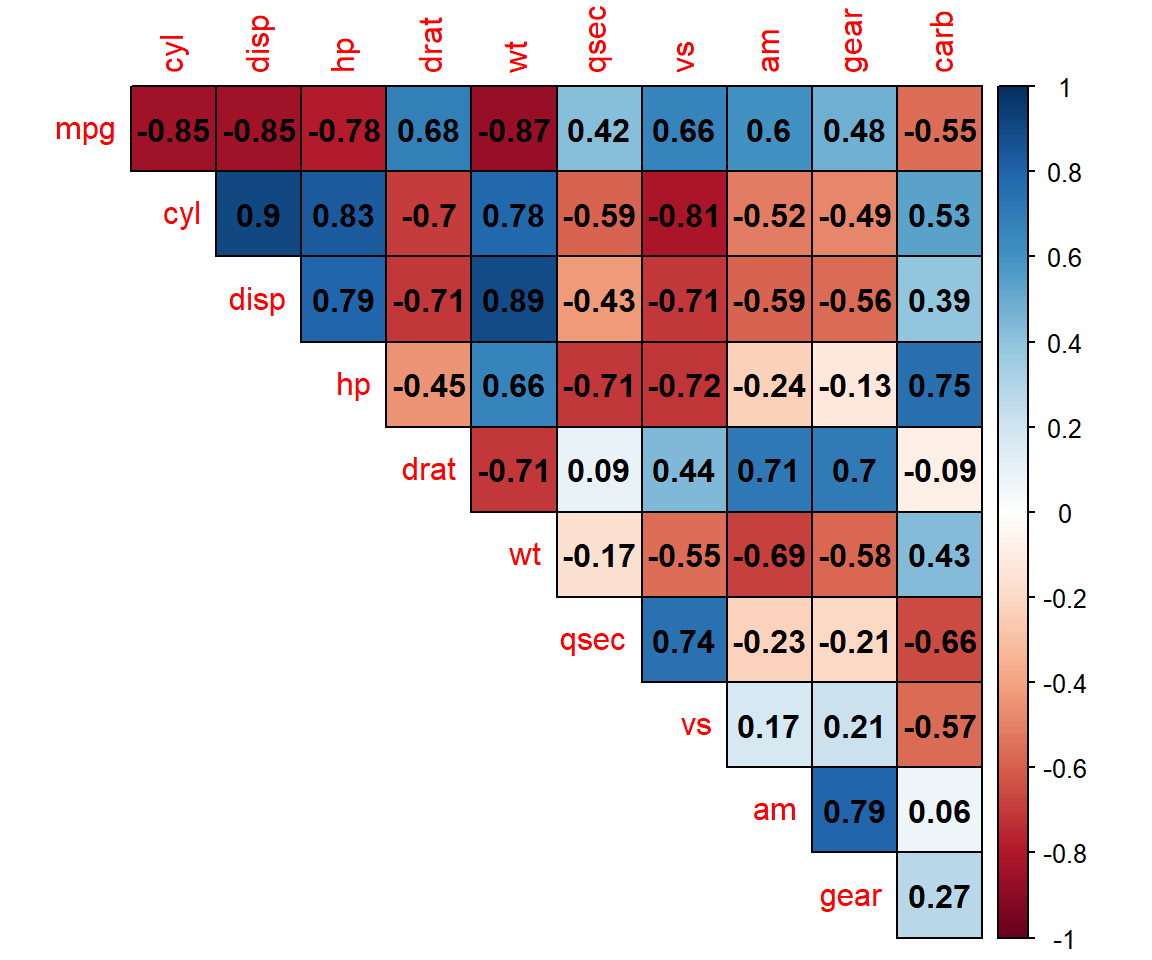 cyl disp hp drat wt qsec vs am gear carb
mpg -0.85 -0.85 -0.78 0.68 -0.87 0.42 0.66 0.6 0.48 -0.55
cyl 0.9 0.83 -0.7 0.78 -0.59 -0.81 -0.52 -0.49 0.53
disp 0.79 -0.71 0.89 -0.43 -0.71 -0.59 -0.56 0.39
hp -0.45 0.66 -0.71 -0.72 -0.24 -0.13 0.75
drat -0.71 0.09 0.44 0.71 0.7 -0.09
wt -0.17 -0.55 -0.69 -0.58 0.43
qsec 0.74 -0.23 -0.21 -0.66
vs 0.17 0.21 -0.57
am 0.79 0.06
gear 0.27
1
0.8
0.6
0.4
0.2
0
-0.2
-0.4
-0.6
-0.8
-1